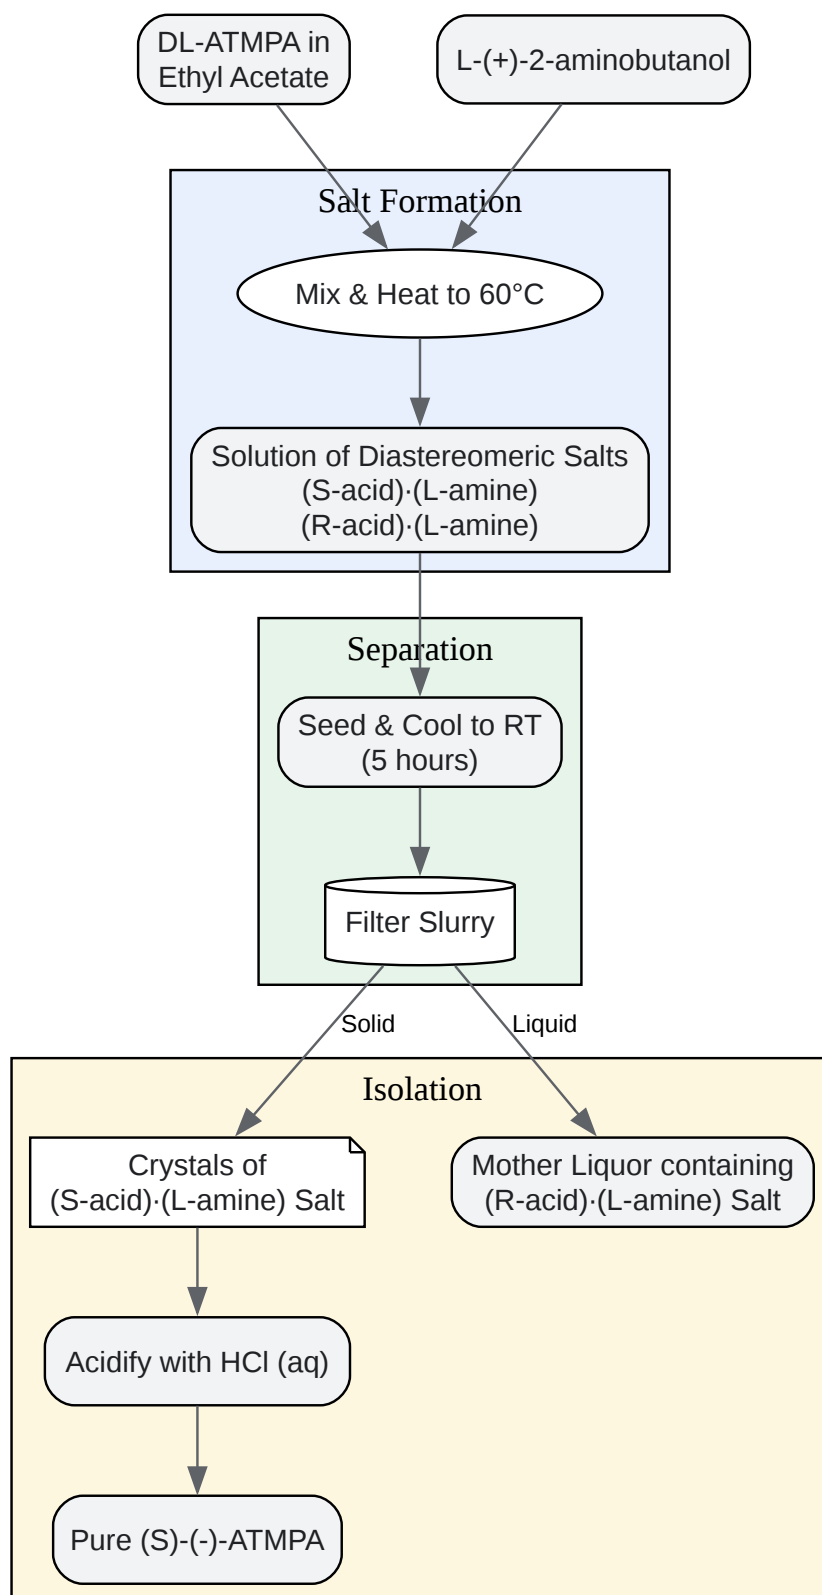 DL-ATMPA in
Ethyl Acetate
L-(+)-2-aminobutanol
Salt Formation
Mix & Heat to 60°C
Solution of Diastereomeric Salts
(S-acid)·(L-amine)
(R-acid)·(L-amine)
Separation
Seed & Cool to RT
(5 hours)
Filter Slurry
Solid
Liquid
Isolation
Crystals of
(S-acid)·(L-amine) Salt
Mother Liquor containing
(R-acid)·(L-amine) Salt
Acidify with HCl (aq)
Pure (S)-(-)-ATMPA